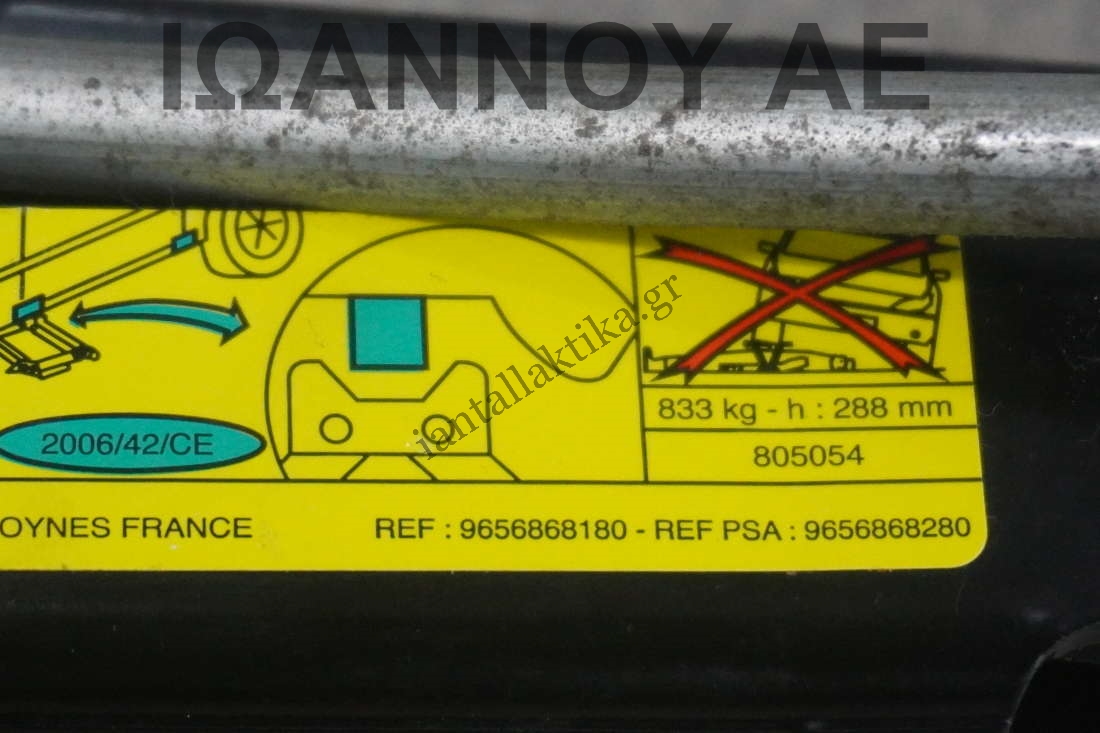 ΙΩΑΝΝΟΥ ΑΕ
iantallaktika.gr
833 kg - h : 288 mm
2006/42/CE
805054
OYNES FRANCE
REF : 9656868180 - REF PSA : 9656868280